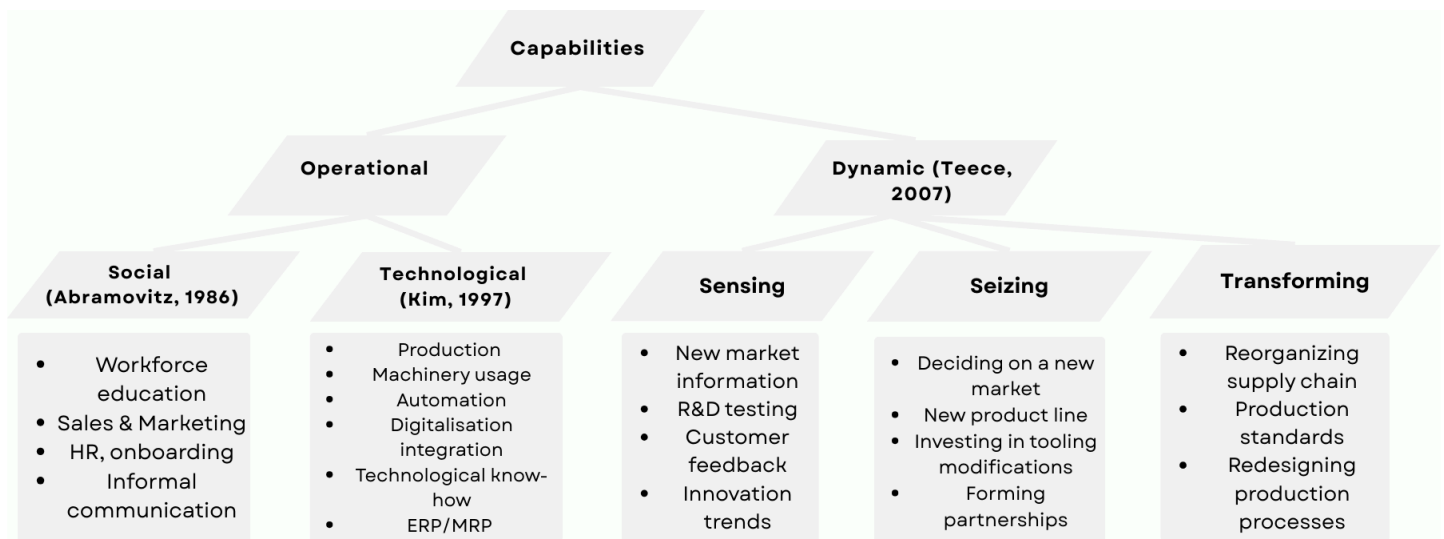 Capabilities
Operational
Dynamic (Teece,
2007)
Social
(Abramovitz, 1986)
Technological
(Kim, 1997)
Sensing
Seizing
Transforming
• Workforce
education
• Sales & Marketing
• HR, onboarding
• Informal
communication
• Production
• Machinery usage
• Automation
• Digitalisation
integration
• Technological know-
how
• ERP/MRP
• New market
information
• R&D testing
• Customer
feedback
• Innovation
trends
• Deciding on a new
market
• New product line
• Investing in tooling
modifications
• Forming
partnerships
• Reorganizing
supply chain
• Production
standards
• Redesigning
production
processes